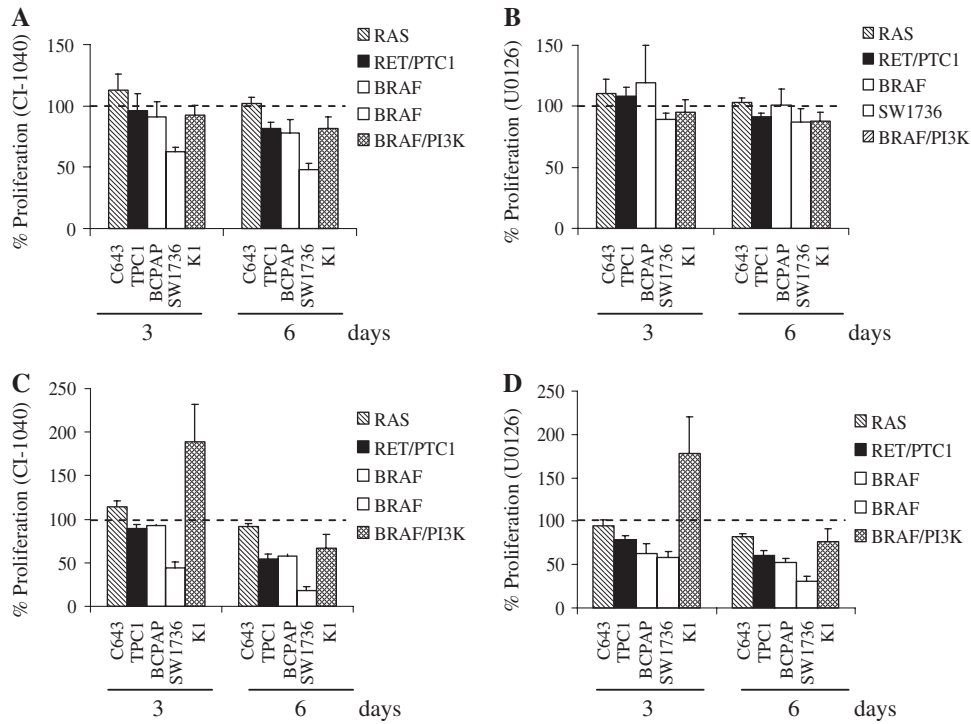 A
% Proliferation (CI-1040)
150
100
50
0
C643
TPC1
BCPAP
SW1736
K1
C643
TPC1
BCPAP
SW1736
K1
3
6
days
RAS
RET/PTC1
BRAF
BRAF
BRAF/PI3K
B
% Proliferation (U0126)
150
100
50
0
C643
TPC1
BCPAP
SW1736
K1
C643
TPC1
BCPAP
SW1736
K1
3
6
days
RAS
RET/PTC1
BRAF
SW1736
BRAF/PI3K
C
% Proliferation (CI-1040)
250
200
150
100
50
0
C643
TPC1
BCPAP
SW1736
K1
C643
TPC1
BCPAP
SW1736
K1
3
6
days
RAS
RET/PTC1
BRAF
BRAF
BRAF/PI3K
D
% Proliferation (U0126)
250
200
150
100
50
0
C643
TPC1
BCPAP
SW1736
K1
C643
TPC1
BCPAP
SW1736
K1
3
6
days
RAS
RET/PTC1
BRAF
BRAF
BRAF/PI3K